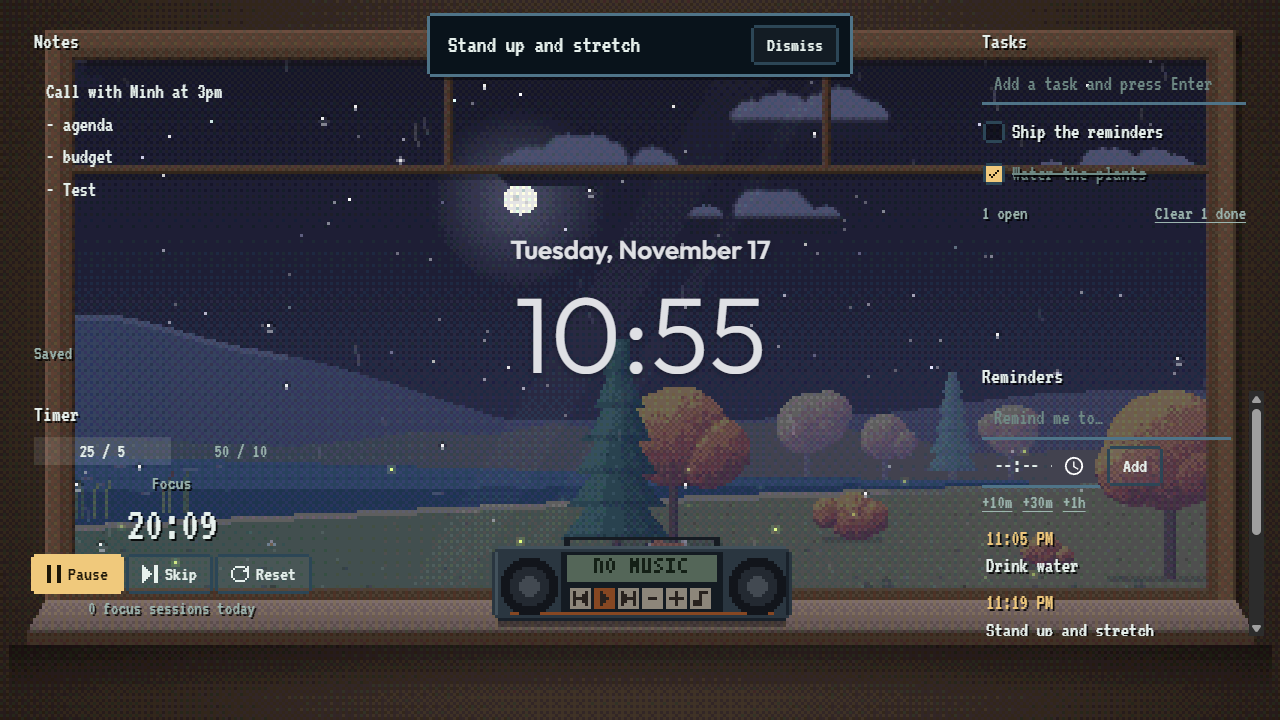 Notes
Call with Minh at 3pm
- agenda
- budget
- Test
Saved
Timer
25 / 5
50 / 10
Focus
20:09
Pause
Skip
Reset
0 focus sessions today
Stand up and stretch
Dismiss
Tuesday, November 17
10:55
NO MUSIC
Tasks
Add a task and press Enter
Ship the reminders
Water the plants
1 open
Clear 1 done
Reminders
Remind me to…
--:-- 
Add
+10m +30m +1h
11:05 PM
Drink water
11:19 PM
Stand up and stretch